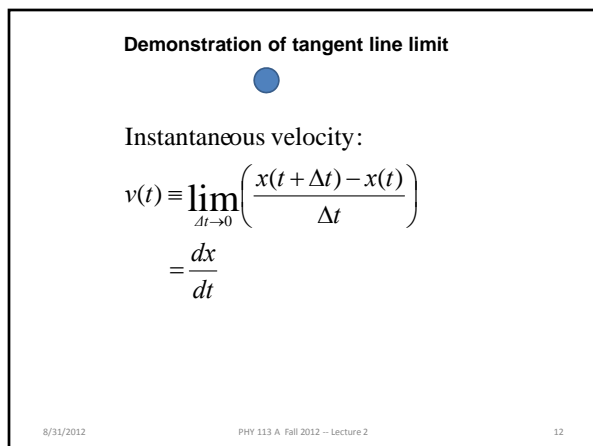 Demonstration of tangent line limit
Instantaneous velocity:
v(t) ≡ lim_{Δt→0} ( (x(t + Δt) − x(t)) / Δt )
= dx/dt
8/31/2012 PHY 113 A Fall 2012 -- Lecture 2 12